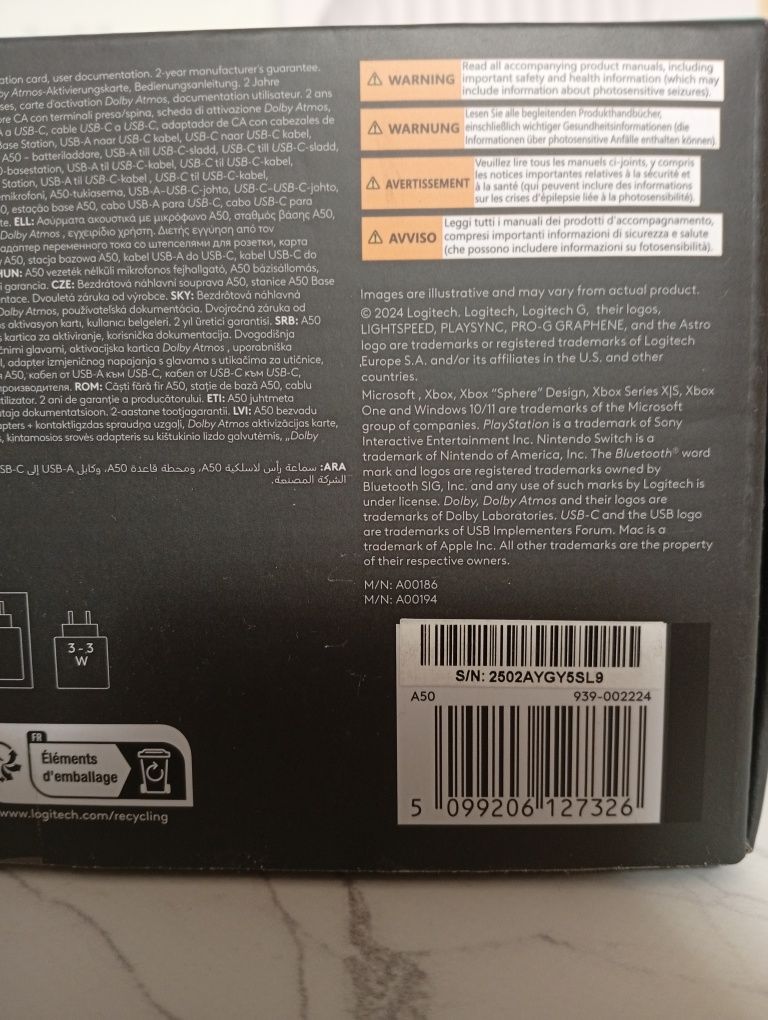 ation card, user documentation. 2-year manufacturer's guarantee.
by Atmos-Aktivierungskarte, Bedienungsanleitung. 2 Jahre
ses, carte d'activation Dolby Atmos, documentation utilisateur. 2 ans
CA con terminali presa/spina, scheda di attivazione Dolby Atmos,
A a USB-C, cable USB-C a USB-C, adaptador de CA con cabezales de
Base Station, USB-A naar USB-C kabel, USB-C naar USB-C kabel,
A50 - batteriladdare, USB-A till USB-C-sladd, USB-C till USB-C-sladd,
0-basestation, USB-A til USB-C-kabel, USB-C til USB-C-kabel,
Station, USB-A til USB-C-kabel , USB-C til USB-C-kabel,
mikrofoni, A50-tukiasema, USB-A–USB-C-johto, USB-C–USB-C-johto,
0, estação base A50, cabo USB-A para USB-C, cabo USB-C para
te. ELL: Ασύρματα ακουστικά με μικρόφωνο A50, σταθμός βάσης A50,
Dolby Atmos , εγχειρίδιο χρήστη. Διετής εγγύηση από τον
адаптер переменного тока со штепселями для розетки, карта
A50, stacja bazowa A50, kabel USB-A do USB-C, kabel USB-C do
HUN: A50 vezeték nélküli mikrofonos fejhallgató, A50 bázisállomás,
garancia. CZE: Bezdrátová náhlavní souprava A50, stanice A50 Base
ntace. Dvouletá záruka od výrobce. SKY: Bezdrôtová náhlavná
Dolby Atmos, používateľská dokumentácia. Dvojročná záruka od
s aktivasyon kartı, kullanıcı belgeleri. 2 yıl üretici garantisi. SRB: A50
kartica za aktiviranje, korisnička dokumentacija. Dvogodišnja
čnimi glavami, aktivacijska kartica Dolby Atmos , uporabniška
l, adapter izmjeničnog napajanja s glavama s utikačima za utičnice,
A50, кабел от USB-A към USB-C, кабел от USB-C към USB-C,
производителя. ROM: Căști fără fir A50, stație de bază A50, cablu
tilizator. 2 ani de garanție a producătorului. ETI: A50 juhtmeta
utaja dokumentatsioon. 2-aastane tootjagarantii. LVI: A50 bezvadu
apters + kontaktligzdas spraudņa uzgaļi, Dolby Atmos aktivizācijas karte,
, kintamosios srovės adapteris su kištukinio lizdo galvutėmis, „Dolby
ARA: سماعة رأس لاسلكية A50، ومحطة قاعدة A50، وكابل USB-A إلى USB-C
الشركة المصنعة.
3 - 3
W
FR
Éléments
d'emballage
www.logitech.com/recycling
WARNING
Read all accompanying product manuals, including
important safety and health information (which may
include information about photosensitive seizures).
WARNUNG
Lesen Sie alle begleitenden Produkthandbücher,
einschließlich wichtiger Gesundheitsinformationen (die
Informationen über photosensitive Anfälle enthalten können).
AVERTISSEMENT
Veuillez lire tous les manuels ci-joints, y compris
les notices importantes relatives à la sécurité et
à la santé (qui peuvent inclure des informations
sur les crises d'épilepsie liée à la photosensibilité).
AVVISO
Leggi tutti i manuali dei prodotti d'accompagnamento,
compresi importanti informazioni di sicurezza e salute
(che possono includere informazioni su fotosensibilità).
Images are illustrative and may vary from actual product.
© 2024 Logitech. Logitech, Logitech G, their logos,
LIGHTSPEED, PLAYSYNC, PRO-G GRAPHENE, and the Astro
logo are trademarks or registered trademarks of Logitech
Europe S.A. and/or its affiliates in the U.S. and other
countries.
Microsoft , Xbox, Xbox "Sphere" Design, Xbox Series X|S, Xbox
One and Windows 10/11 are trademarks of the Microsoft
group of companies. PlayStation is a trademark of Sony
Interactive Entertainment Inc. Nintendo Switch is a
trademark of Nintendo of America, Inc. The Bluetooth® word
mark and logos are registered trademarks owned by
Bluetooth SIG, Inc. and any use of such marks by Logitech is
under license. Dolby, Dolby Atmos and their logos are
trademarks of Dolby Laboratories. USB-C and the USB logo
are trademarks of USB Implementers Forum. Mac is a
trademark of Apple Inc. All other trademarks are the property
of their respective owners.
M/N: A00186
M/N: A00194
S/N: 2502AYGY5SL9
A50 939-002224
5 099206 127326